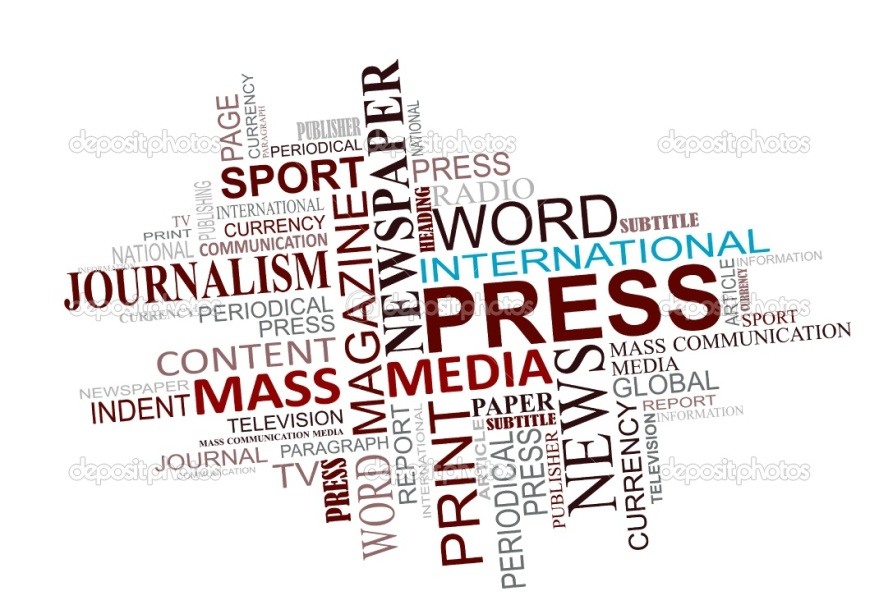 NEWSPAPER
PAGE
CURRENCY
PARAGRAPH
PUBLISHER
NATIONAL
depositphotos
depositphotos
depositphotos
PERIODICAL
SPORT
PRESS
PUBLISHING
HEADING
RADIO
MAGAZINE
INTERNATIONAL
WORD
SUBTITLE
TV
CURRENCY
PRINT
COMMUNICATION
NATIONAL
INTERNATIONAL
INFORMATION
INFORMATION
JOURNALISM
PRESS
ARTICLE
CURRENCY
depositphotos
depositphotos
depositphotos
PERIODICAL
CURRENCY
PRESS
SPORT
MASS COMMUNICATION
CONTENT
MEDIA
NEWS
MEDIA
NEWSPAPER
MASS
GLOBAL
INDENT
PAPER
REPORT
TELEVISION
SUBTITLE
INFORMATION
MASS COMMUNICATION MEDIA
PARAGRAPH
REPORT
INTERNATIONAL
PRINT
ARTICLE
PERIODICAL
PRESS
PUBLISHER
CURRENCY
TELEVISION
JOURNAL
COMMUNICATION
TV
PRESS
WORD
depositphotos
depositphotos
depositphotos